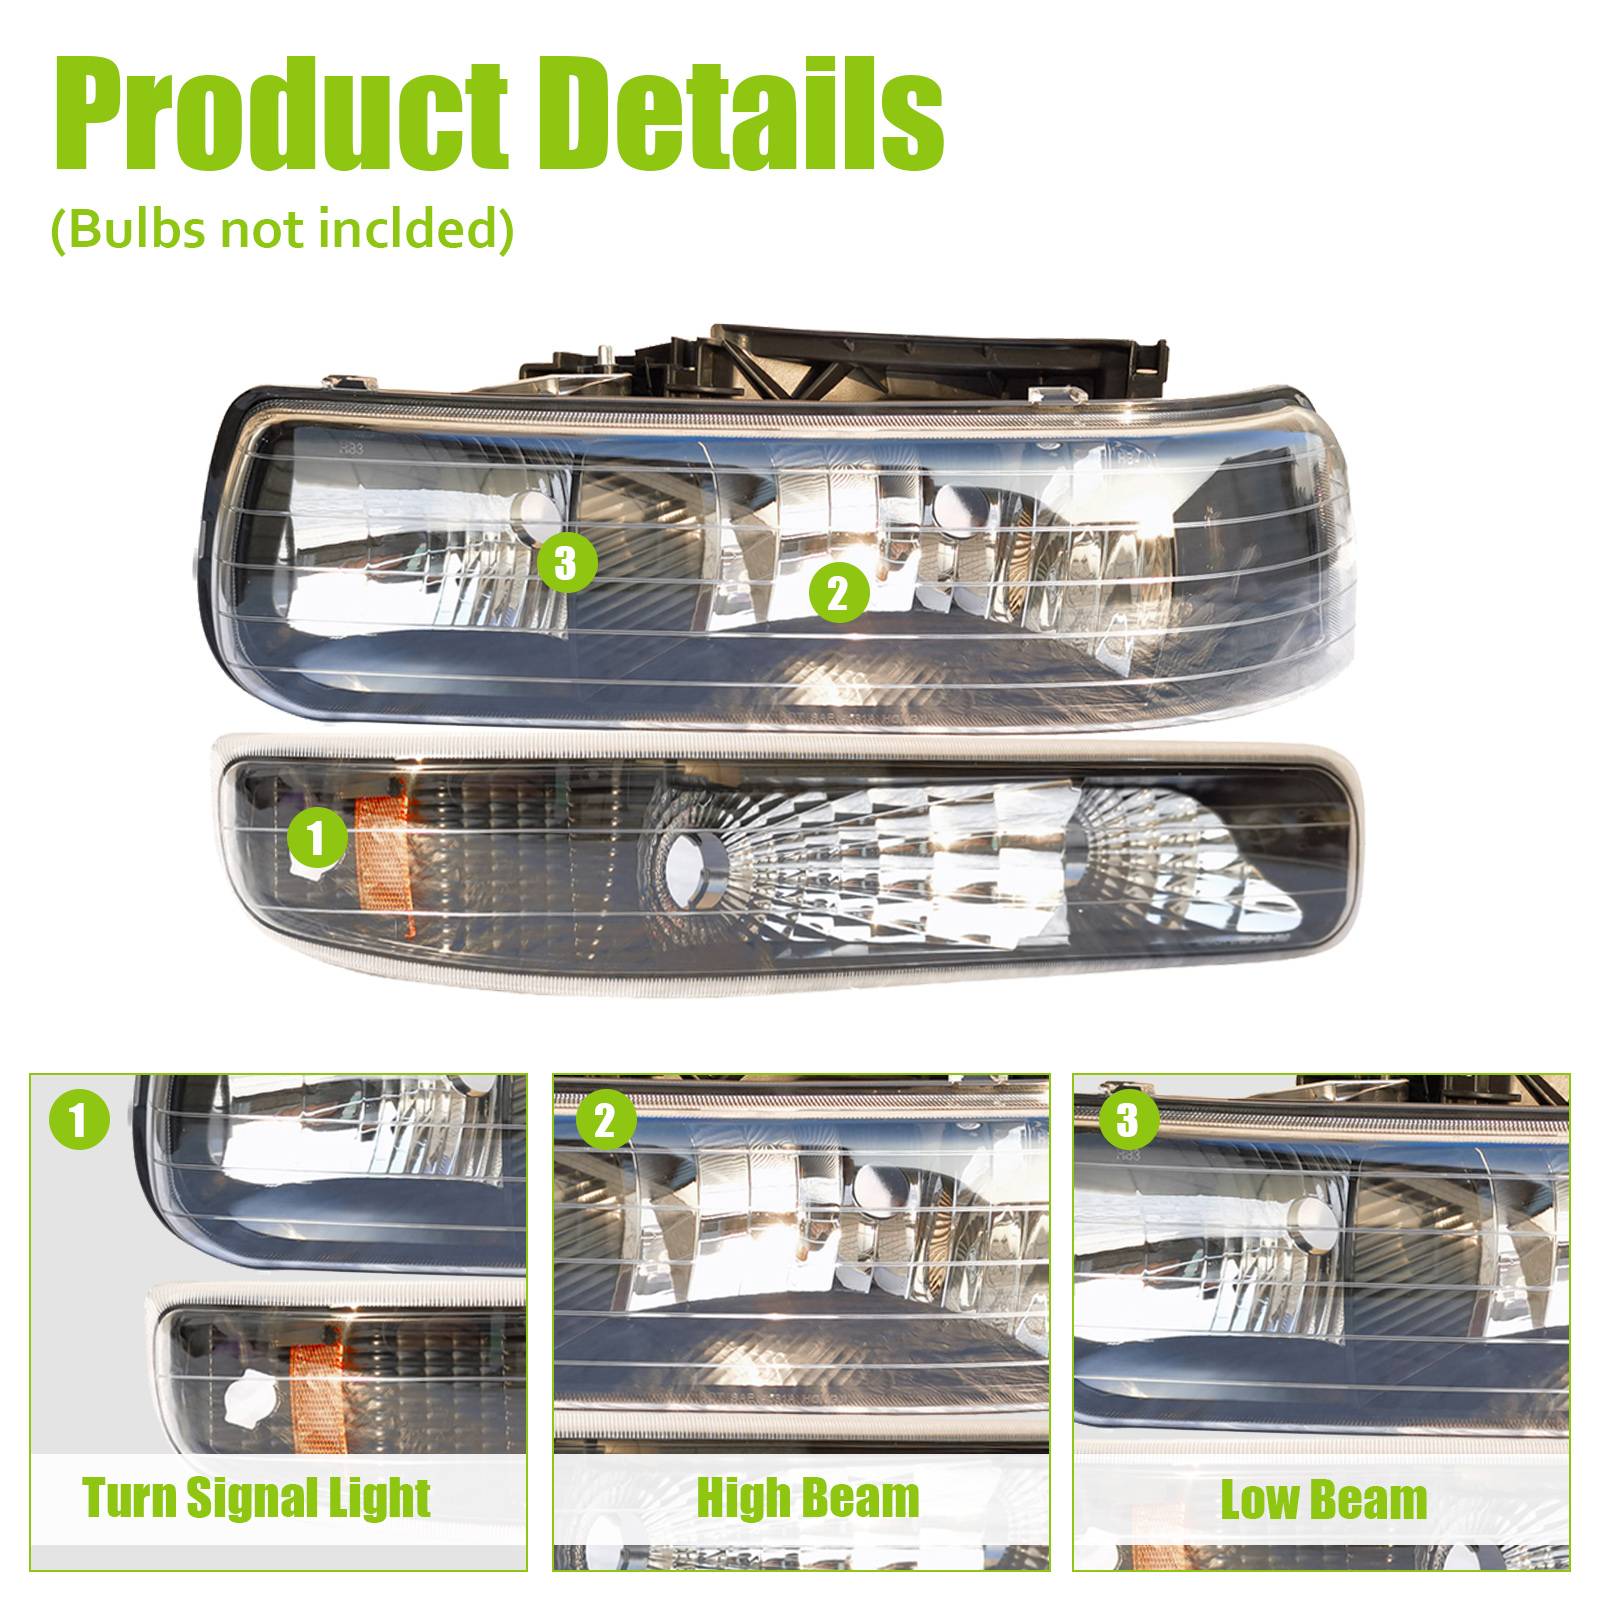 Product Details
(Bulbs not inclded)
3
2
1
1
2
3
Turn Signal Light
High Beam
Low Beam